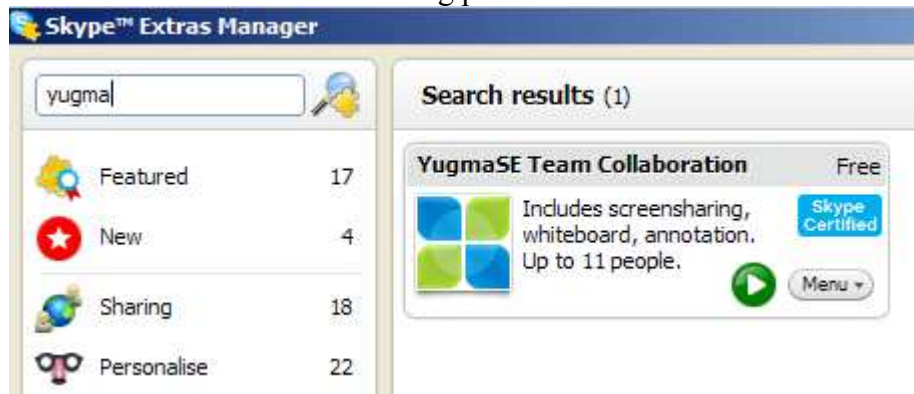 Skype™ Extras Manager
yugma
Featured 17
New 4
Sharing 18
Personalise 22
Search results (1)
YugmaSE Team Collaboration Free
Includes screensharing,
whiteboard, annotation.
Up to 11 people.
Skype
Certified
Menu